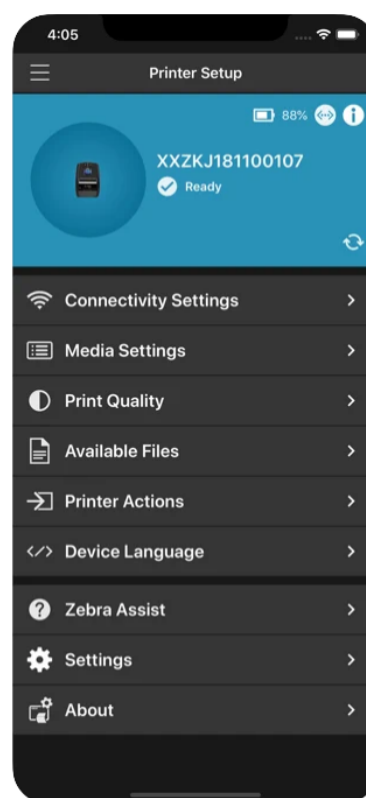 4:05
Printer Setup
88%
XXZKJ181100107
Ready
Connectivity Settings
Media Settings
Print Quality
Available Files
Printer Actions
Device Language
Zebra Assist
Settings
About